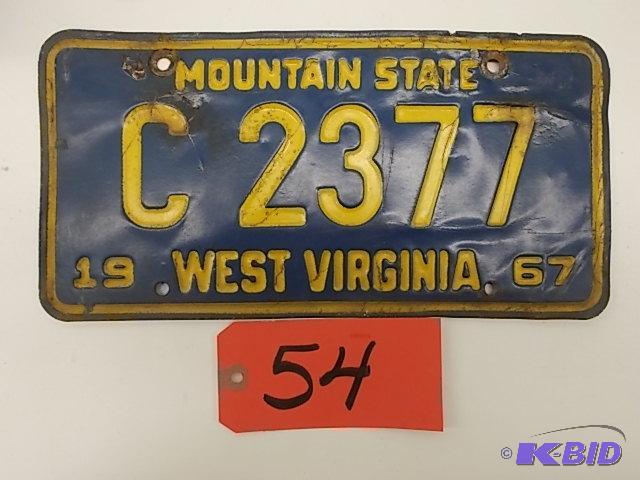 MOUNTAIN STATE
C 2377
19 WEST VIRGINIA 67
54
© K-BID